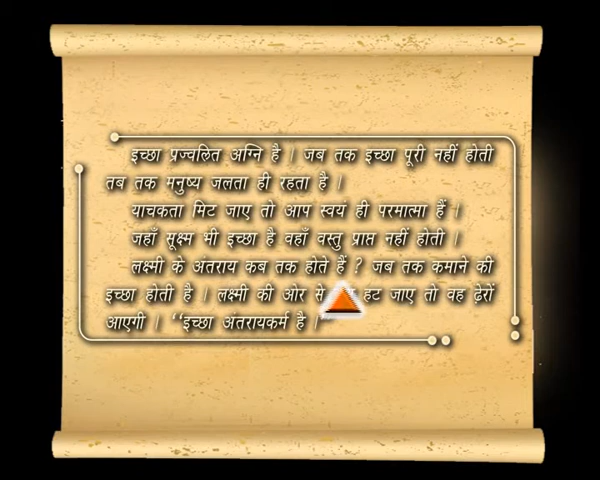 इच्छा प्रज्वलित अग्नि है । जब तक इच्छा पूरी नहीं होती
तब तक मनुष्य जलता ही रहता है ।
याचकता मिट जाए तो आप स्वयं ही परमात्मा हैं ।
जहाँ सूक्ष्म भी इच्छा है वहाँ वस्तु प्राप्त नहीं होती ।
लक्ष्मी के अंतराय कब तक होते हैं ? जब तक कमाने की
इच्छा होती है । लक्ष्मी की ओर से हट जाए तो वह ढ़ेरों
आएगी । “इच्छा अंतरायकर्म है ।